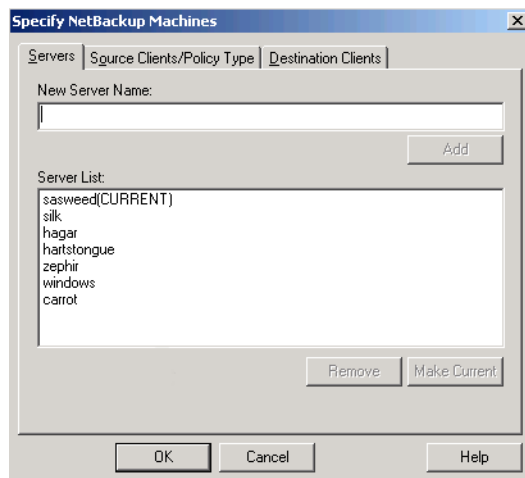 Specify NetBackup Machines
Servers Source Clients/Policy Type Destination Clients
New Server Name:
Add
Server List:
sasweed(CURRENT)
silk
hagar
hartstongue
zephir
windows
carrot
Remove Make Current
OK Cancel Help